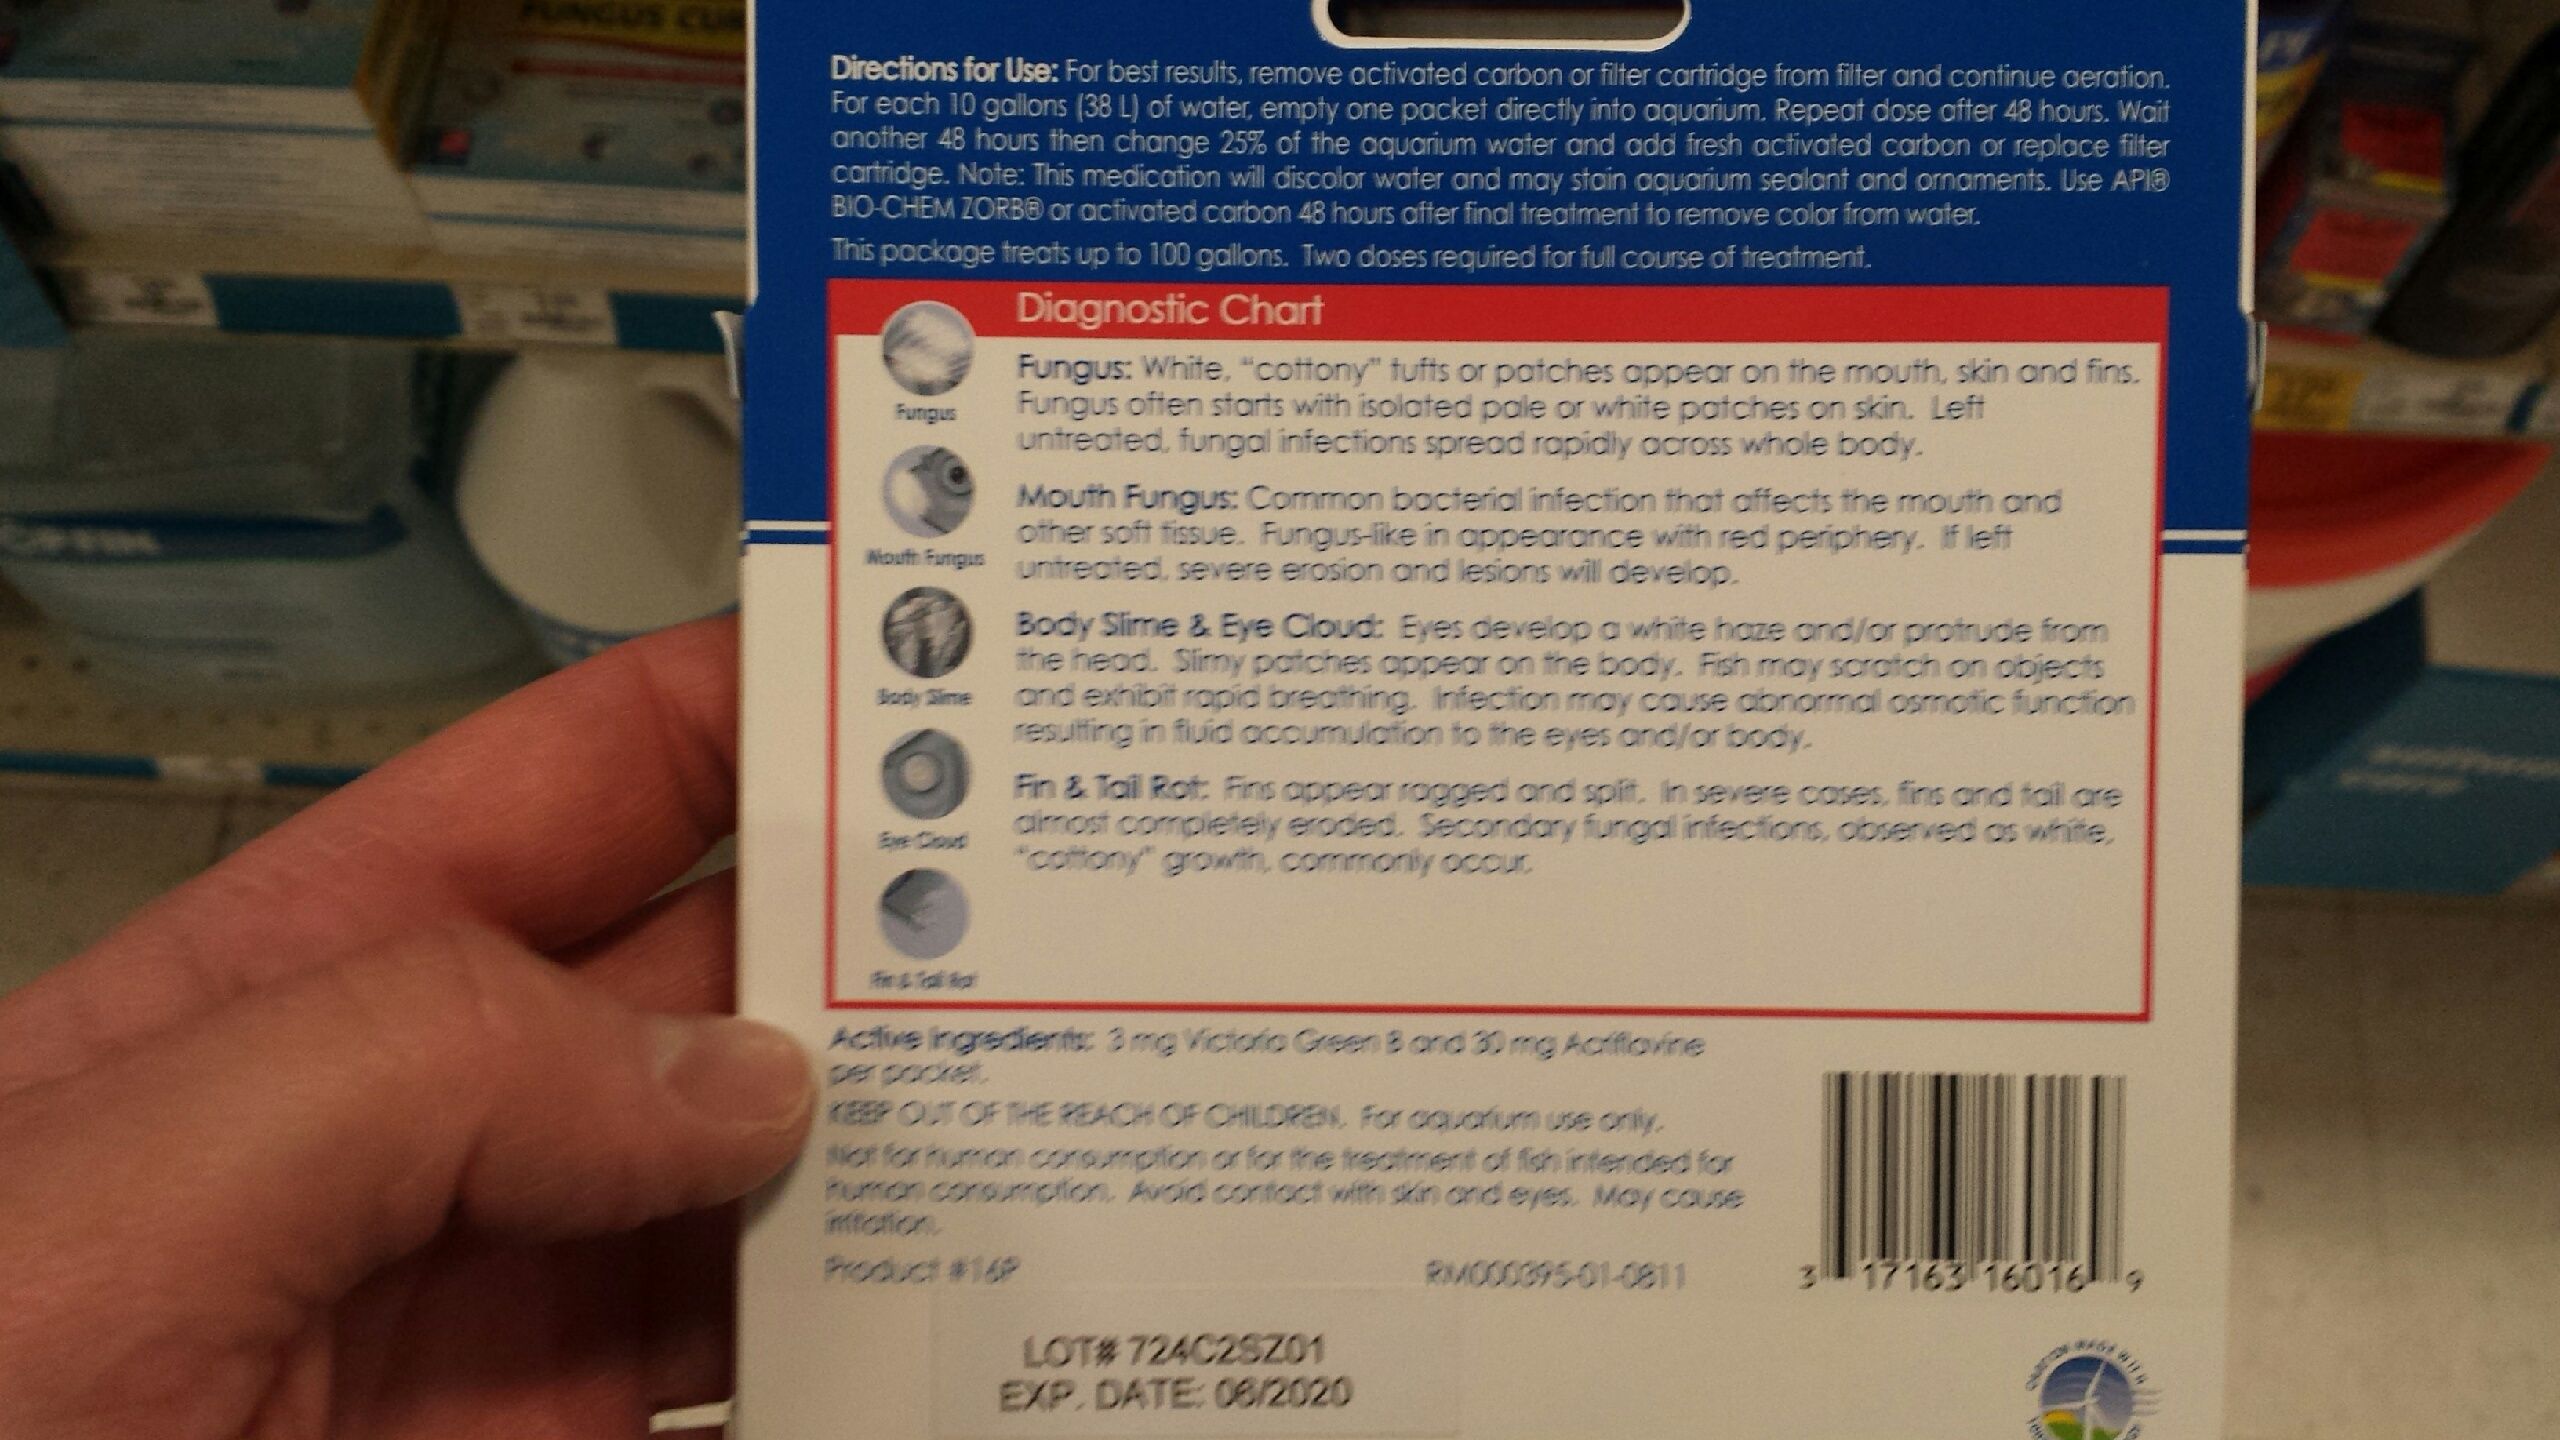 FUNGUS CUR
Directions for Use: For best results, remove activated carbon or filter cartridge from filter and continue aeration.
For each 10 gallons (38 L) of water, empty one packet directly into aquarium. Repeat dose after 48 hours. Wait
another 48 hours then change 25% of the aquarium water and add fresh activated carbon or replace filter
cartridge. Note: This medication will discolor water and may stain aquarium sealant and ornaments. Use API®
BIO-CHEM ZORB® or activated carbon 48 hours after final treatment to remove color from water.
This package treats up to 100 gallons. Two doses required for full course of treatment.
Diagnostic Chart
Fungus
Fungus: White, "cottony" tufts or patches appear on the mouth, skin and fins.
Fungus often starts with isolated pale or white patches on skin. Left
untreated, fungal infections spread rapidly across whole body.
Mouth Fungus
Mouth Fungus: Common bacterial infection that affects the mouth and
other soft tissue. Fungus-like in appearance with red periphery. If left
untreated, severe erosion and lesions will develop.
Body Slime
Body Slime & Eye Cloud: Eyes develop a white haze and/or protrude from
the head. Slimy patches appear on the body. Fish may scratch on objects
and exhibit rapid breathing. Infection may cause abnormal osmotic function
resulting in fluid accumulation to the eyes and/or body.
Eye Cloud
Fin & Tail Rot: Fins appear ragged and split. In severe cases, fins and tail are
almost completely eroded. Secondary fungal infections, observed as white,
"cottony" growth, commonly occur.
Fin & Tail Rot
Active Ingredients: 3 mg Victoria Green B and 30 mg Acriflavine
per packet.
KEEP OUT OF THE REACH OF CHILDREN. For aquarium use only.
Not for human consumption or for the treatment of fish intended for
human consumption. Avoid contact with skin and eyes. May cause
irritation.
Product #16P
RM000395-01-0811
3 17163 16016 9
LOT# 724C2SZ01
EXP. DATE: 06/2020